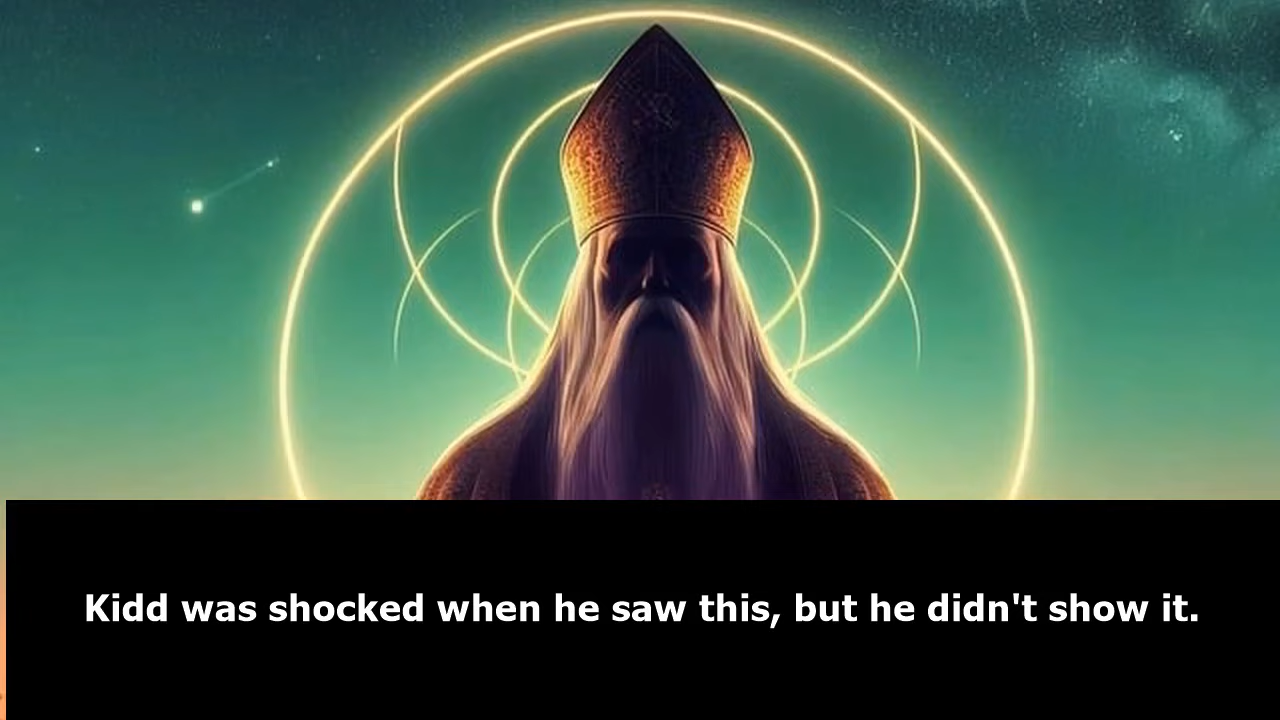 Kidd was shocked when he saw this, but he didn't show it.